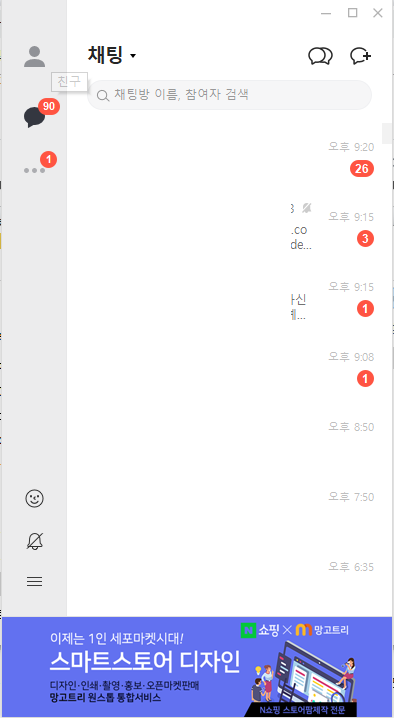 채팅
친구
채팅방 이름, 참여자 검색
90
1
오후 9:20
26
오후 9:15
.co
de...
3
오후 9:15
1
오후 9:08
1
오후 8:50
오후 7:50
오후 6:35
이제는 1인 세포마켓시대!
스마트스토어 디자인
디자인·인쇄·촬영·홍보·오픈마켓판매
망고트리 원스톱 통합서비스
쇼핑 × 망고트리
N쇼핑 스토어팜제작 전문